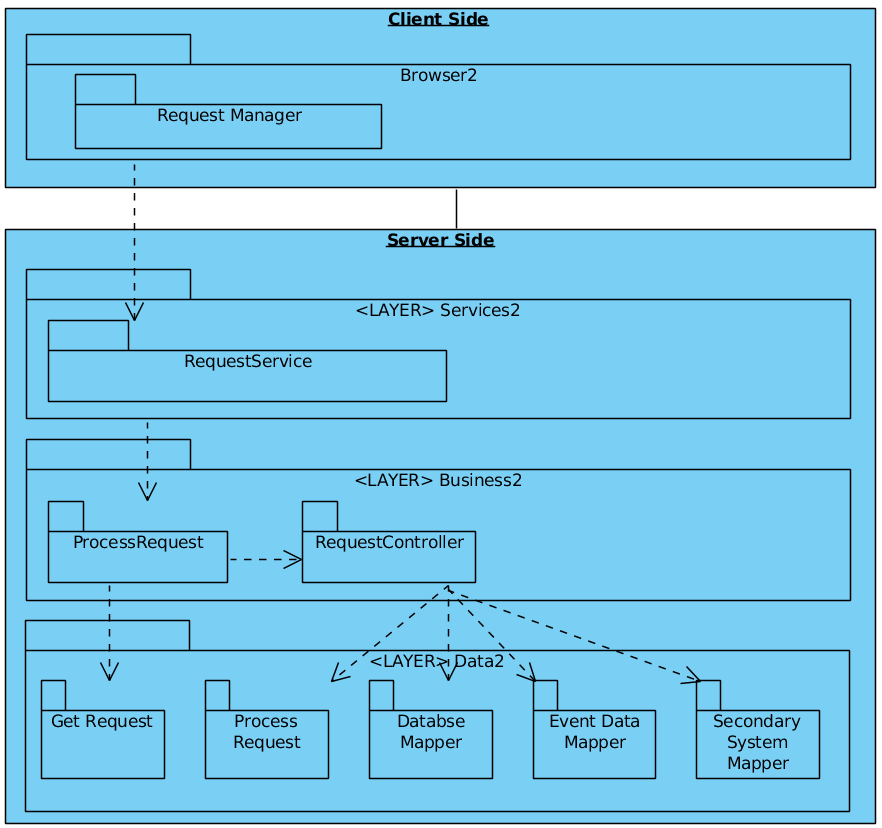 Client Side
Browser2
Request Manager
Server Side
<LAYER> Services2
RequestService
<LAYER> Business2
ProcessRequest
RequestController
<LAYER> Data2
Get Request
Process
Request
Databse
Mapper
Event Data
Mapper
Secondary
System
Mapper